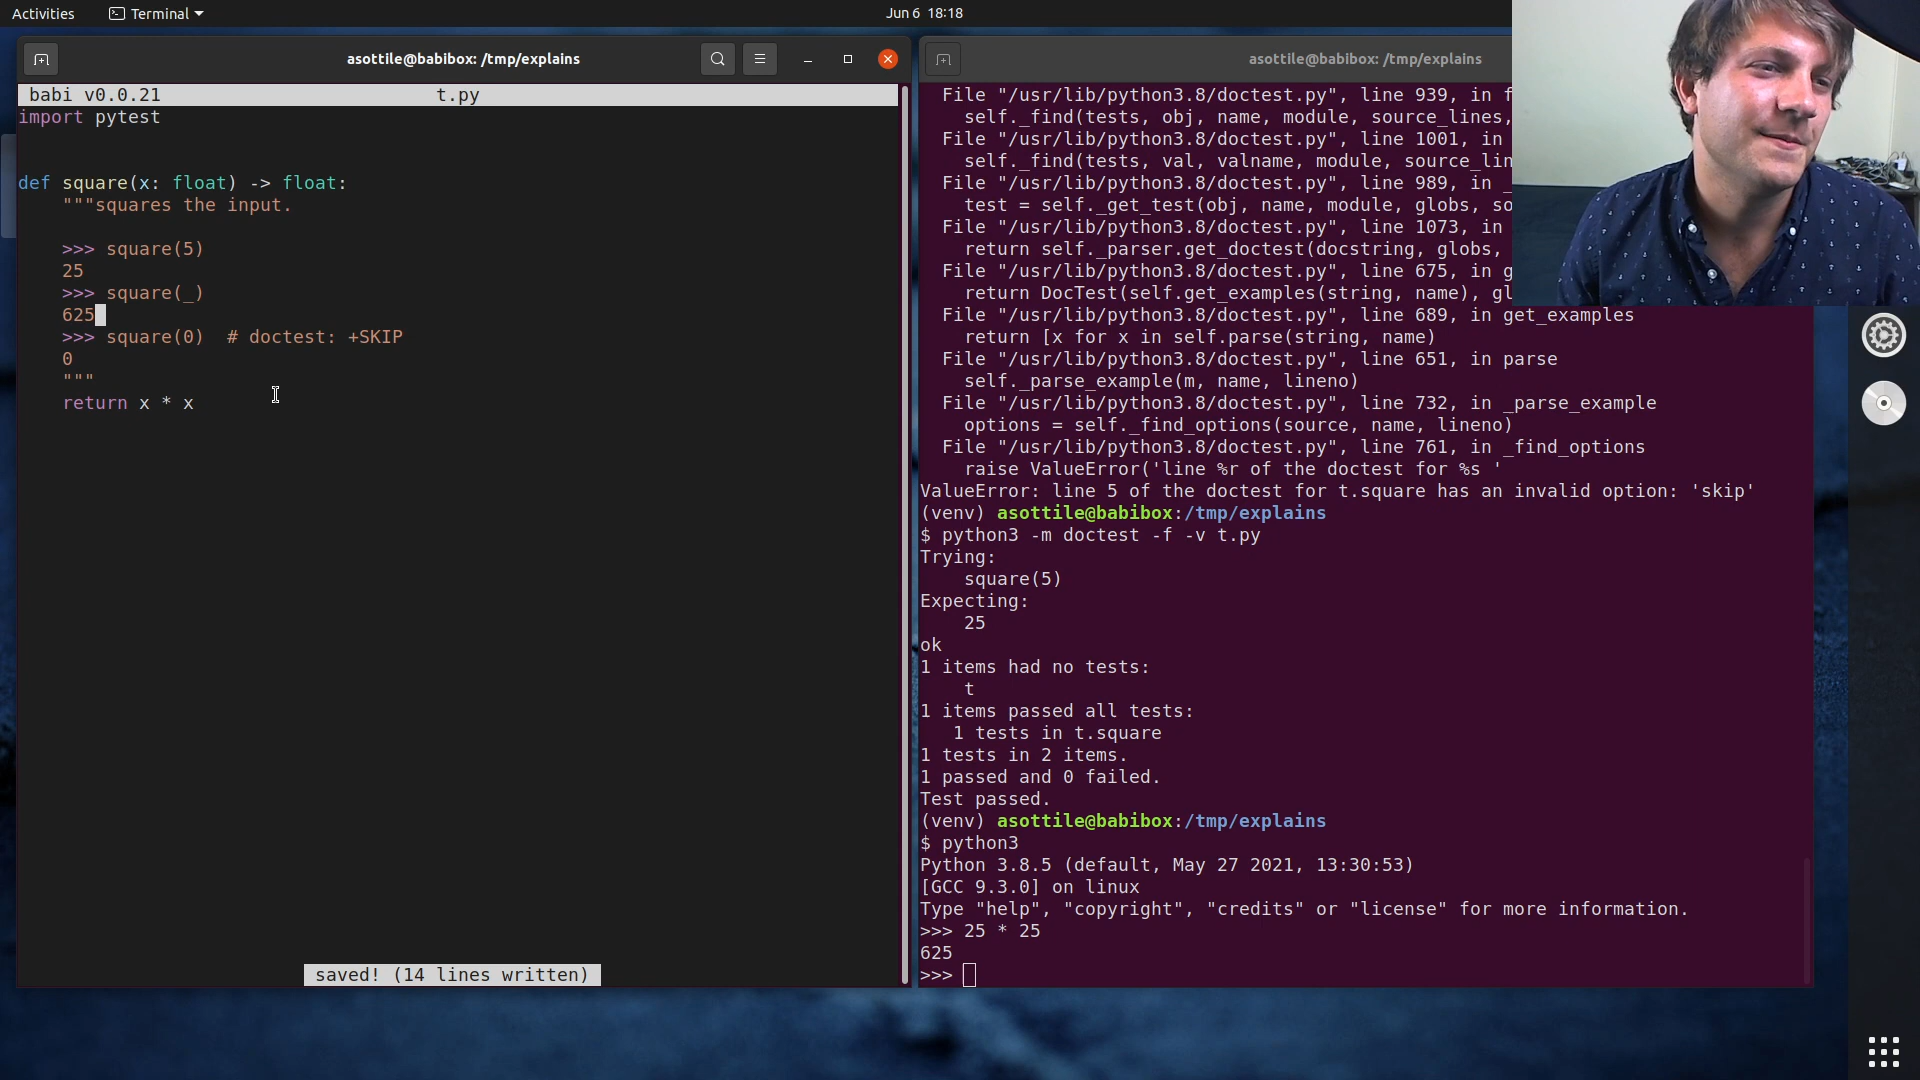 Activities
Terminal
Jun 6 18:18
asottile@babibox: /tmp/explains
babi v0.0.21 t.py
import pytest
def square(x: float) -> float:
"""squares the input.
>>> square(5)
25
>>> square(_)
625
>>> square(0)  # doctest: +SKIP
0
"""
return x * x
saved! (14 lines written)
asottile@babibox: /tmp/explains
File "/usr/lib/python3.8/doctest.py", line 939, in f
self._find(tests, obj, name, module, source_lines,
File "/usr/lib/python3.8/doctest.py", line 1001, in
self._find(tests, val, valname, module, source_lin
File "/usr/lib/python3.8/doctest.py", line 989, in _
test = self._get_test(obj, name, module, globs, so
File "/usr/lib/python3.8/doctest.py", line 1073, in
return self._parser.get_doctest(docstring, globs,
File "/usr/lib/python3.8/doctest.py", line 675, in g
return DocTest(self.get_examples(string, name), gl
File "/usr/lib/python3.8/doctest.py", line 689, in get_examples
return [x for x in self.parse(string, name)
File "/usr/lib/python3.8/doctest.py", line 651, in parse
self._parse_example(m, name, lineno)
File "/usr/lib/python3.8/doctest.py", line 732, in _parse_example
options = self._find_options(source, name, lineno)
File "/usr/lib/python3.8/doctest.py", line 761, in _find_options
raise ValueError('line %r of the doctest for %s '
ValueError: line 5 of the doctest for t.square has an invalid option: 'skip'
(venv) asottile@babibox:/tmp/explains
$ python3 -m doctest -f -v t.py
Trying:
square(5)
Expecting:
25
ok
1 items had no tests:
t
1 items passed all tests:
1 tests in t.square
1 tests in 2 items.
1 passed and 0 failed.
Test passed.
(venv) asottile@babibox:/tmp/explains
$ python3
Python 3.8.5 (default, May 27 2021, 13:30:53)
[GCC 9.3.0] on linux
Type "help", "copyright", "credits" or "license" for more information.
>>> 25 * 25
625
>>>